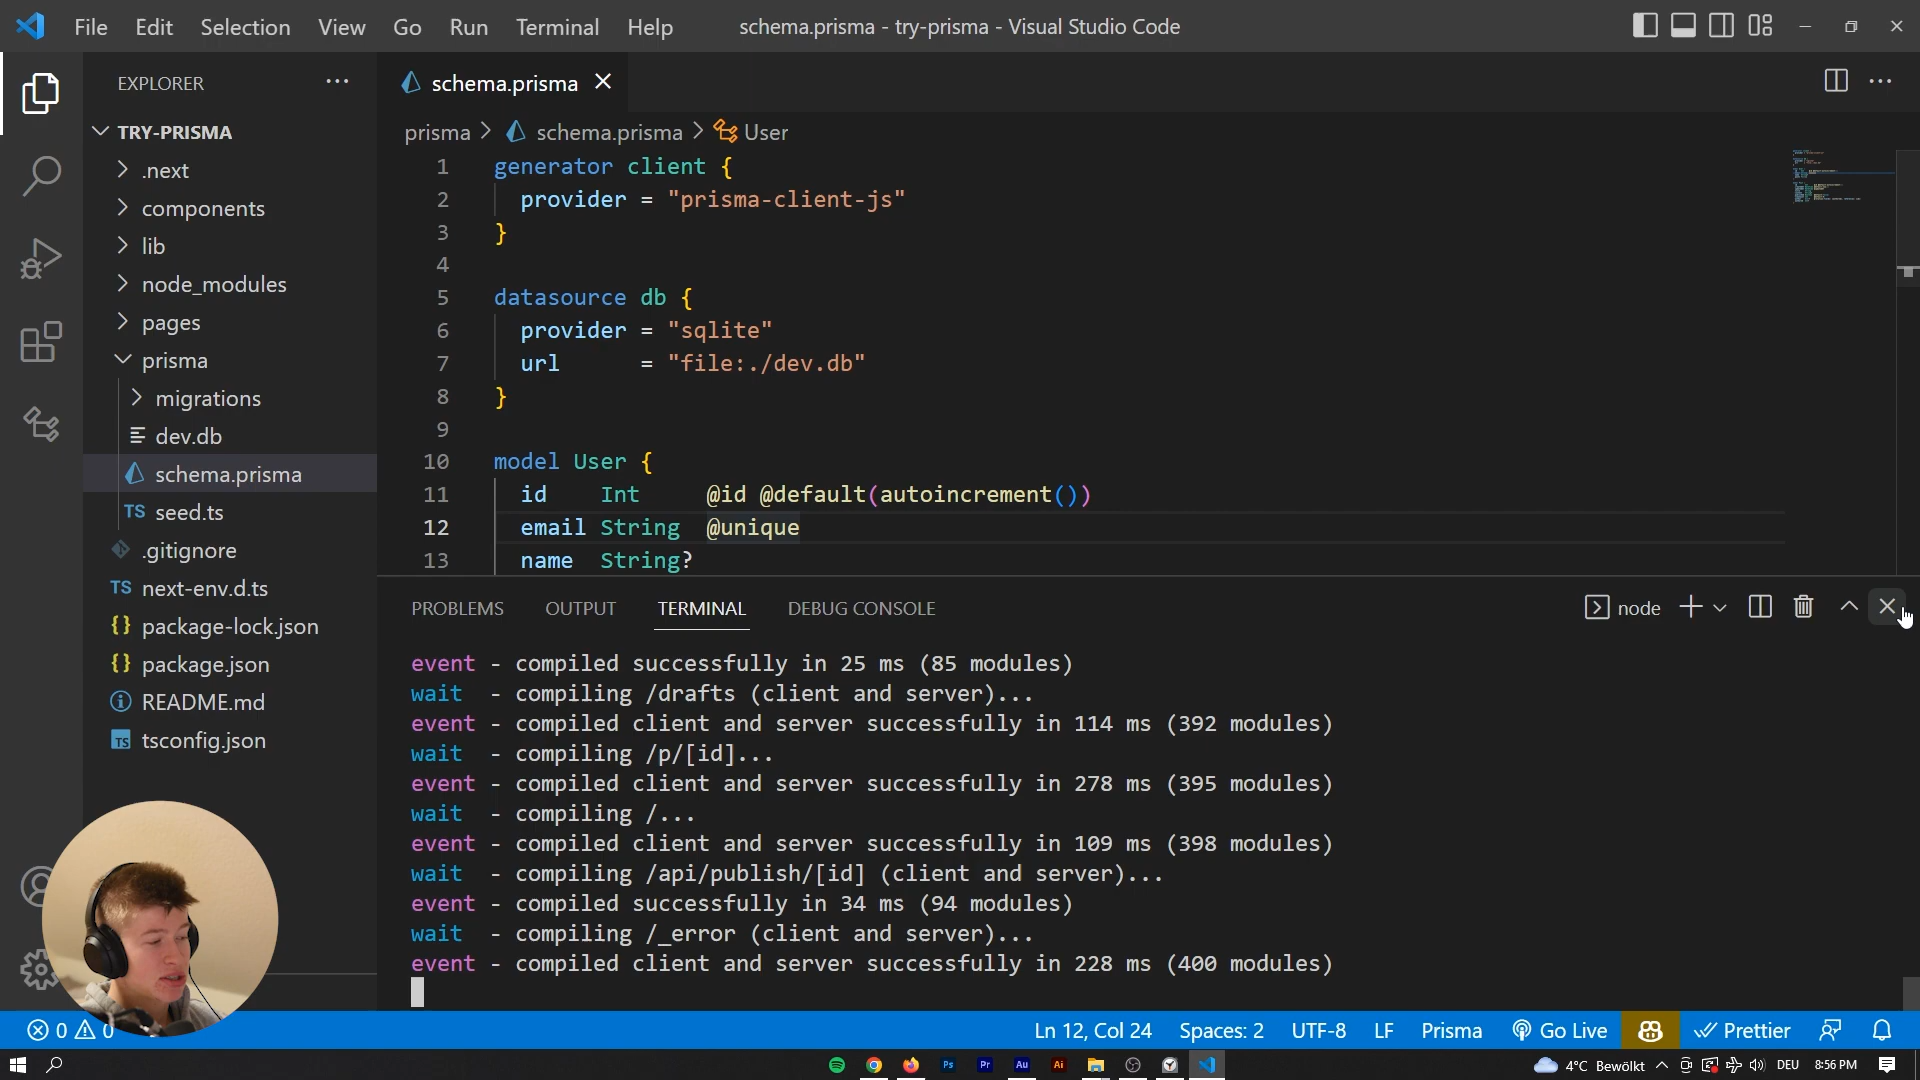 File Edit Selection View Go Run Terminal Help
schema.prisma - try-prisma - Visual Studio Code
EXPLORER
TRY-PRISMA
.next
components
lib
node_modules
pages
prisma
migrations
dev.db
schema.prisma
TS seed.ts
.gitignore
TS next-env.d.ts
{} package-lock.json
{} package.json
README.md
TS tsconfig.json
schema.prisma
prisma > schema.prisma > User
1 generator client {
2 provider = "prisma-client-js"
3 }
4
5 datasource db {
6 provider = "sqlite"
7 url = "file:./dev.db"
8 }
9
10 model User {
11 id Int @id @default(autoincrement())
12 email String @unique
13 name String?
PROBLEMS OUTPUT TERMINAL DEBUG CONSOLE
node
event - compiled successfully in 25 ms (85 modules)
wait - compiling /drafts (client and server)...
event - compiled client and server successfully in 114 ms (392 modules)
wait - compiling /p/[id]...
event - compiled client and server successfully in 278 ms (395 modules)
wait - compiling /...
event - compiled client and server successfully in 109 ms (398 modules)
wait - compiling /api/publish/[id] (client and server)...
event - compiled successfully in 34 ms (94 modules)
wait - compiling /_error (client and server)...
event - compiled client and server successfully in 228 ms (400 modules)
0 0
Ln 12, Col 24 Spaces: 2 UTF-8 LF Prisma Go Live Prettier
Ps Pr Au Ai
4°C Bewölkt DEU 8:56 PM